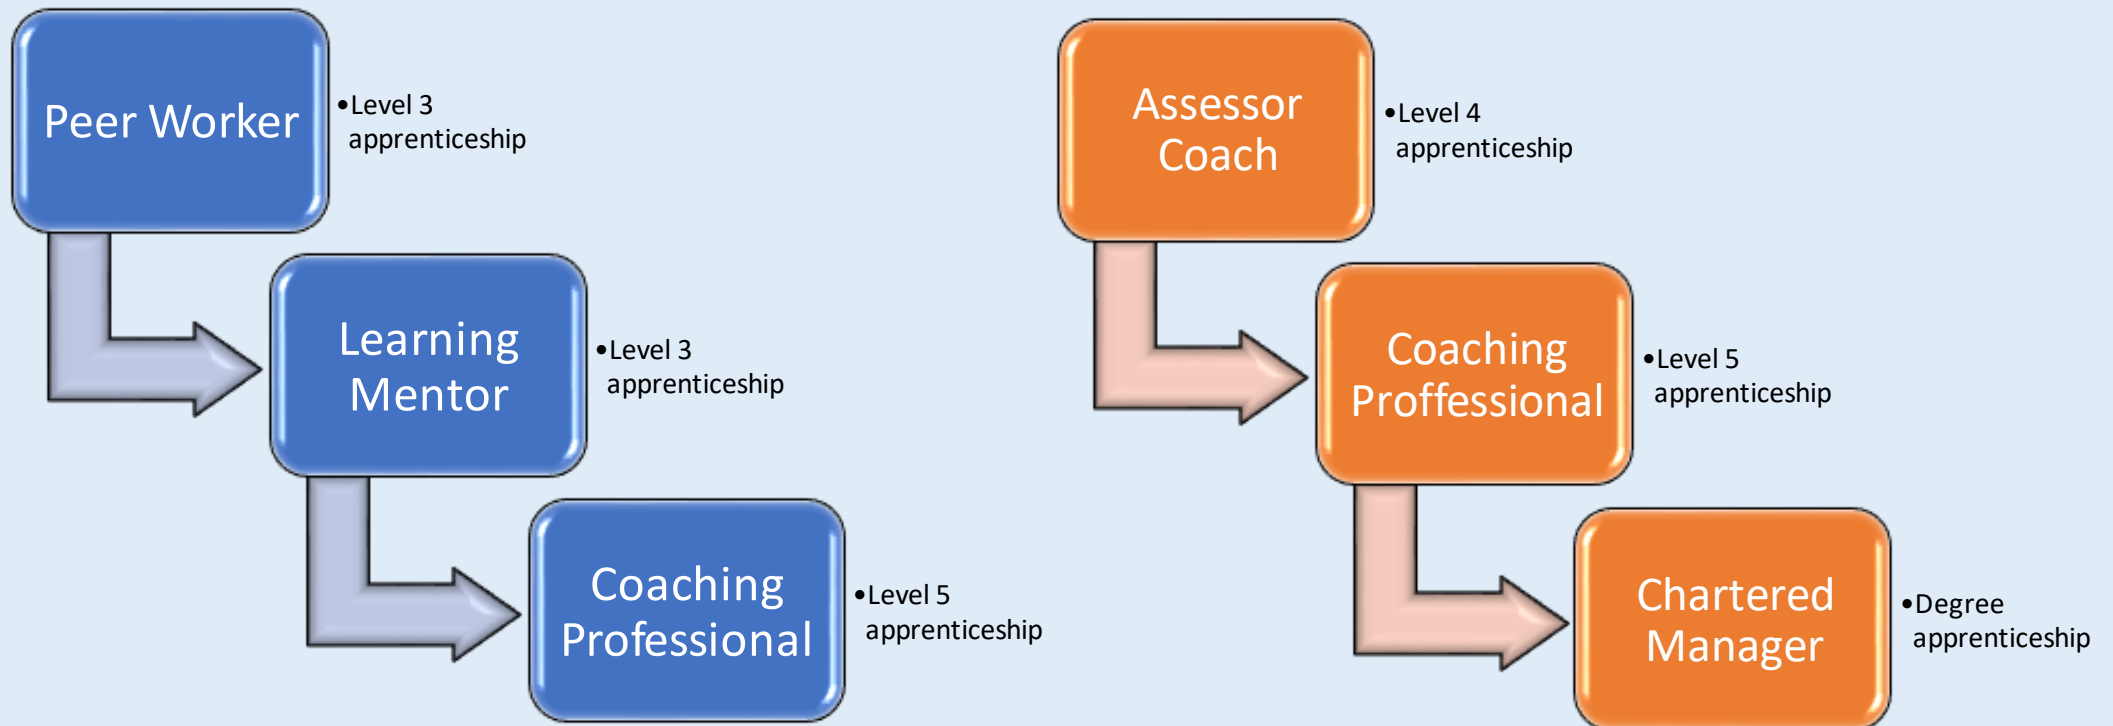 Peer Worker
•Level 3
apprenticeship
Learning
Mentor
•Level 3
apprenticeship
Coaching
Professional
•Level 5
apprenticeship
Assessor
Coach
•Level 4
apprenticeship
Coaching
Proffessional
•Level 5
apprenticeship
Chartered
Manager
•Degree
apprenticeship